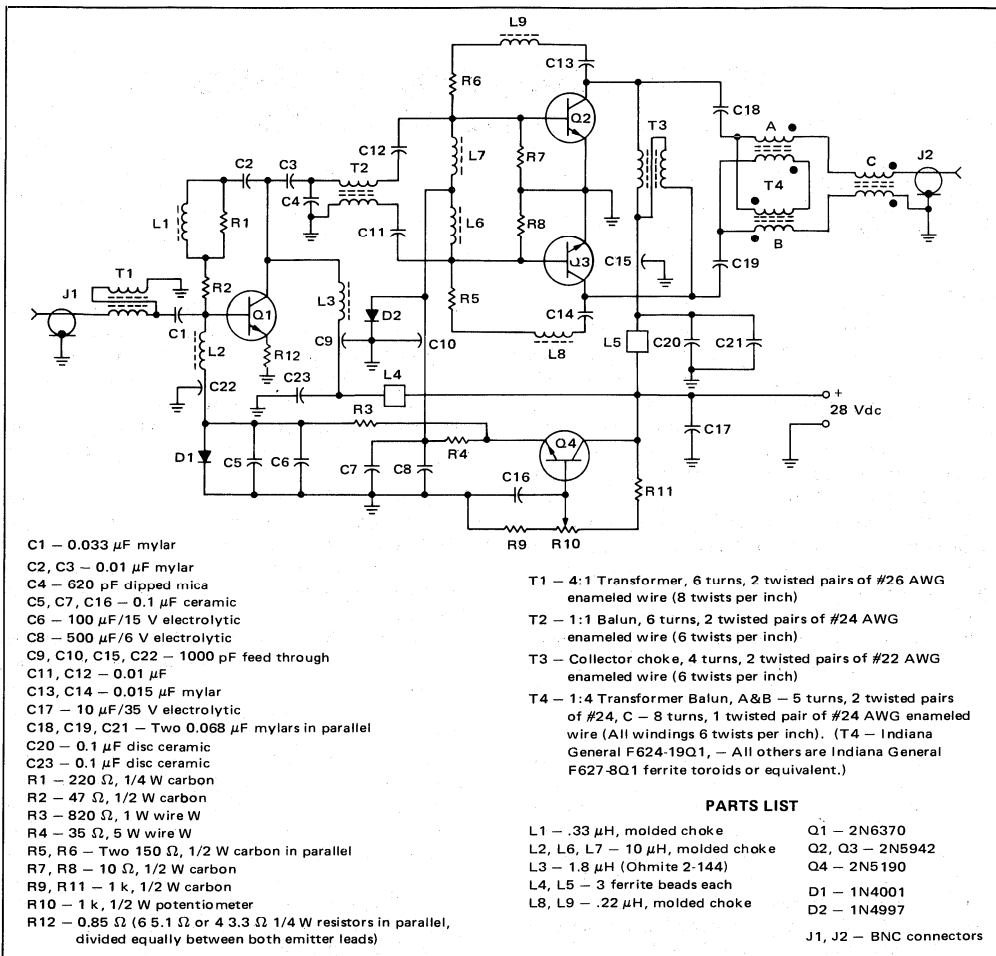 L9
C13
R6
Q2
C18
T3
A
C12
L7
R7
C
J2
C2
C3
T2
T4
C4
L1
R1
L6
R8
B
C11
Q3
C15
C19
T1
R2
L3
R5
C14
J1
D2
C1
Q1
L8
L5
C20
C21
L2
C9
C10
R12
C22
C23
L4
+
28 Vdc
R3
C17
Q4
R4
D1
C5
C6
C7
C8
C16
R11
R9
R10
C1 – 0.033 μF mylar
C2, C3 – 0.01 μF mylar
C4 – 620 pF dipped mica
C5, C7, C16 – 0.1 μF ceramic
C6 – 100 μF/15 V electrolytic
C8 – 500 μF/6 V electrolytic
C9, C10, C15, C22 – 1000 pF feed through
C11, C12 – 0.01 μF
C13, C14 – 0.015 μF mylar
C17 – 10 μF/35 V electrolytic
C18, C19, C21 – Two 0.068 μF mylars in parallel
C20 – 0.1 μF disc ceramic
C23 – 0.1 μF disc ceramic
R1 – 220 Ω, 1/4 W carbon
R2 – 47 Ω, 1/2 W carbon
R3 – 820 Ω, 1 W wire W
R4 – 35 Ω, 5 W wire W
R5, R6 – Two 150 Ω, 1/2 W carbon in parallel
R7, R8 – 10 Ω, 1/2 W carbon
R9, R11 – 1 k, 1/2 W carbon
R10 – 1 k, 1/2 W potentiometer
R12 – 0.85 Ω (6 5.1 Ω or 4 3.3 Ω 1/4 W resistors in parallel,
divided equally between both emitter leads)
T1 – 4:1 Transformer, 6 turns, 2 twisted pairs of #26 AWG
enameled wire (8 twists per inch)
T2 – 1:1 Balun, 6 turns, 2 twisted pairs of #24 AWG
enameled wire (6 twists per inch)
T3 – Collector choke, 4 turns, 2 twisted pairs of #22 AWG
enameled wire (6 twists per inch)
T4 – 1:4 Transformer Balun, A&B – 5 turns, 2 twisted pairs
of #24, C – 8 turns, 1 twisted pair of #24 AWG enameled
wire (All windings 6 twists per inch). (T4 – Indiana
General F624-19Q1, – All others are Indiana General
F627-8Q1 ferrite toroids or equivalent.)
PARTS LIST
L1 – .33 μH, molded choke
L2, L6, L7 – 10 μH, molded choke
L3 – 1.8 μH (Ohmite 2-144)
L4, L5 – 3 ferrite beads each
L8, L9 – .22 μH, molded choke
Q1 – 2N6370
Q2, Q3 – 2N5942
Q4 – 2N5190
D1 – 1N4001
D2 – 1N4997
J1, J2 – BNC connectors